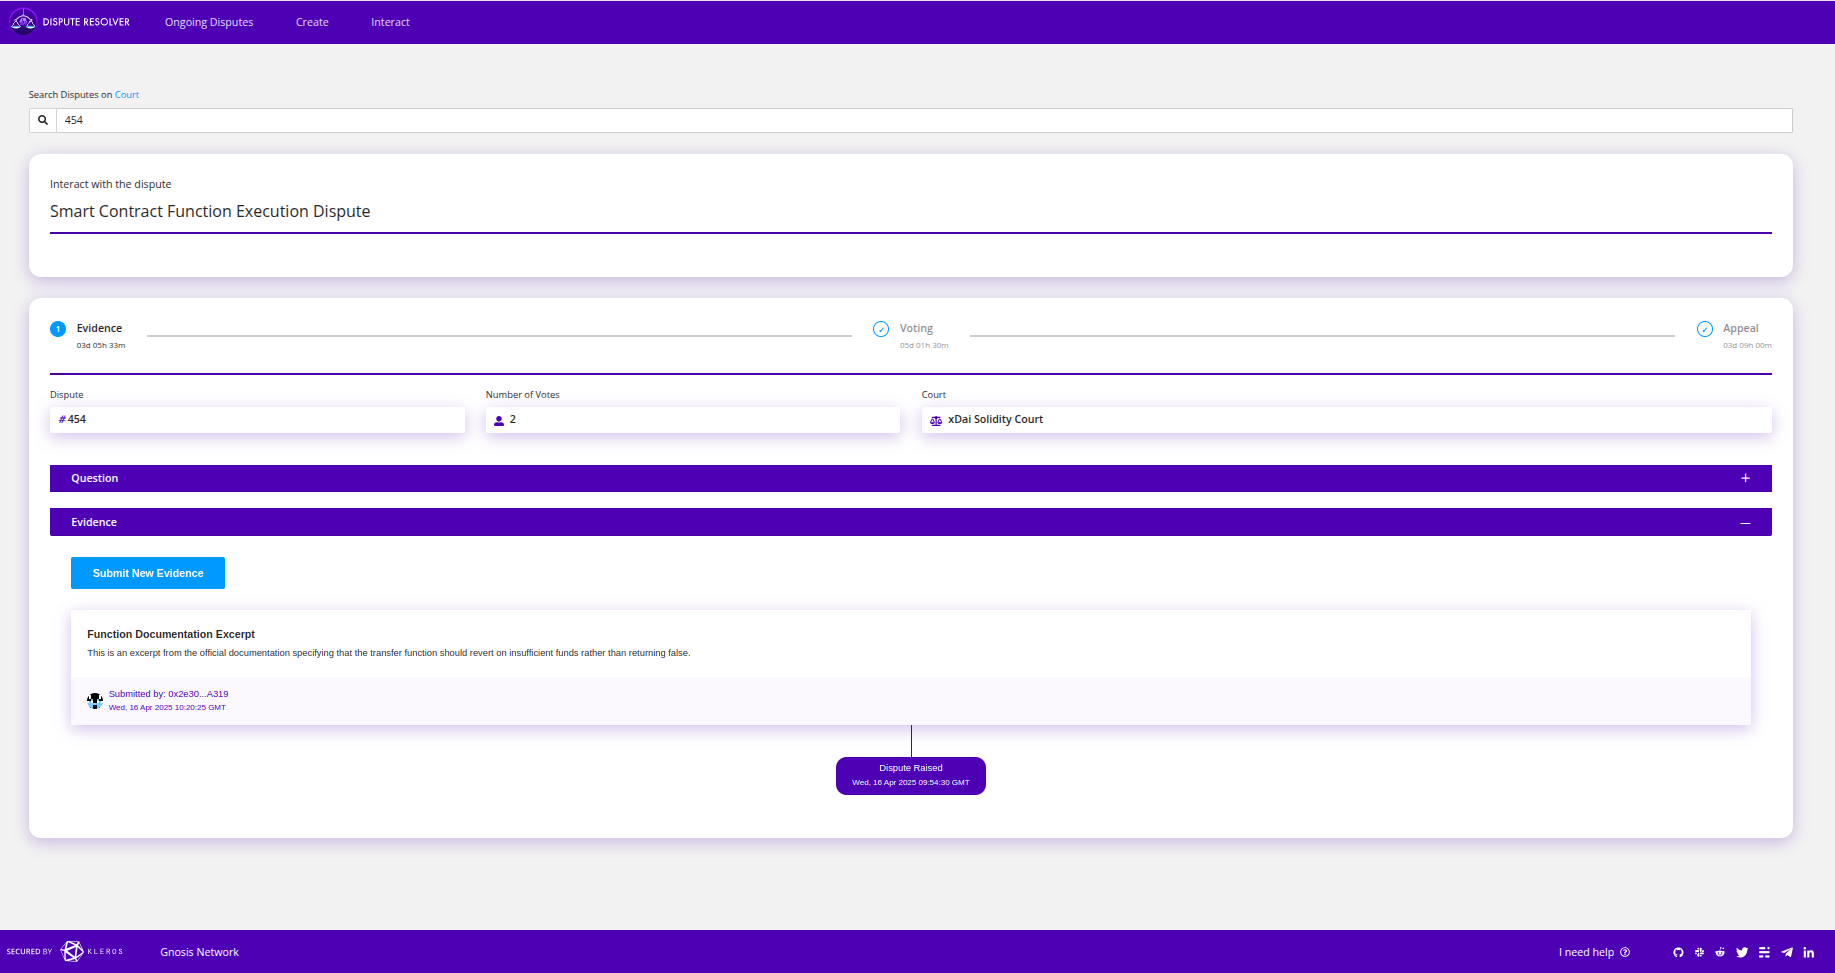 DISPUTE RESOLVER
Ongoing Disputes
Create
Interact
Search Disputes on Court
454
Interact with the dispute
Smart Contract Function Execution Dispute
1
Evidence
03d 05h 33m
Voting
05d 01h 30m
Appeal
03d 09h 00m
Dispute
#454
Number of Votes
2
Court
xDai Solidity Court
Question
Evidence
Submit New Evidence
Function Documentation Excerpt
This is an excerpt from the official documentation specifying that the transfer function should revert on insufficient funds rather than returning false.
Submitted by: 0x2e30...A319
Wed, 16 Apr 2025 10:20:25 GMT
Dispute Raised
Wed, 16 Apr 2025 09:54:30 GMT
SECURED BY KLEROS
Gnosis Network
I need help